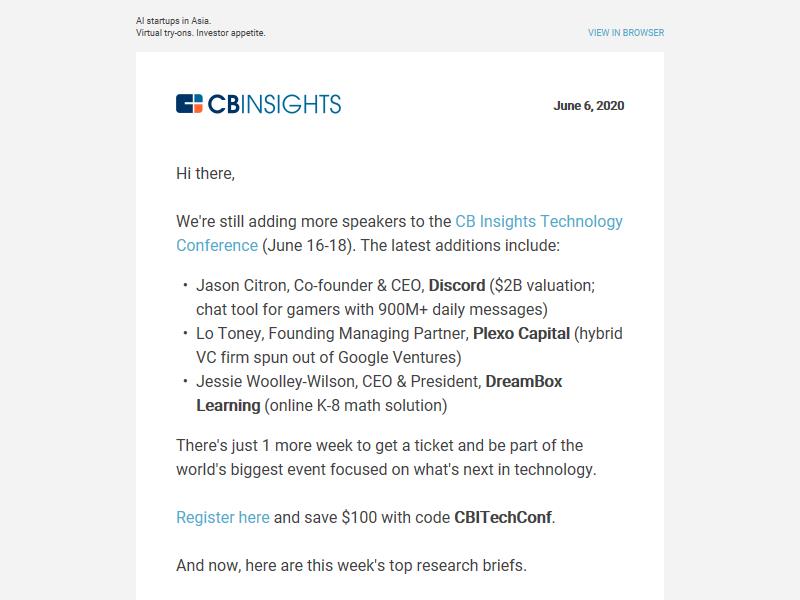 AI startups in Asia.
Virtual try-ons. Investor appetite.
VIEW IN BROWSER
CBINSIGHTS
June 6, 2020
Hi there,
We're still adding more speakers to the CB Insights Technology
Conference (June 16-18). The latest additions include:
• Jason Citron, Co-founder & CEO, Discord ($2B valuation;
chat tool for gamers with 900M+ daily messages)
• Lo Toney, Founding Managing Partner, Plexo Capital (hybrid
VC firm spun out of Google Ventures)
• Jessie Woolley-Wilson, CEO & President, DreamBox
Learning (online K-8 math solution)
There's just 1 more week to get a ticket and be part of the
world's biggest event focused on what's next in technology.
Register here and save $100 with code CBITechConf.
And now, here are this week's top research briefs.